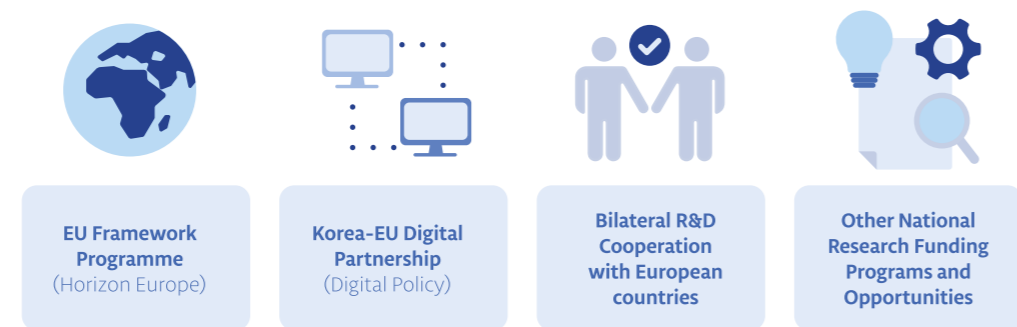 EU Framework
Programme
(Horizon Europe)
Korea-EU Digital
Partnership
(Digital Policy)
Bilateral R&D
Cooperation
with European
countries
Other National
Research Funding
Programs and
Opportunities